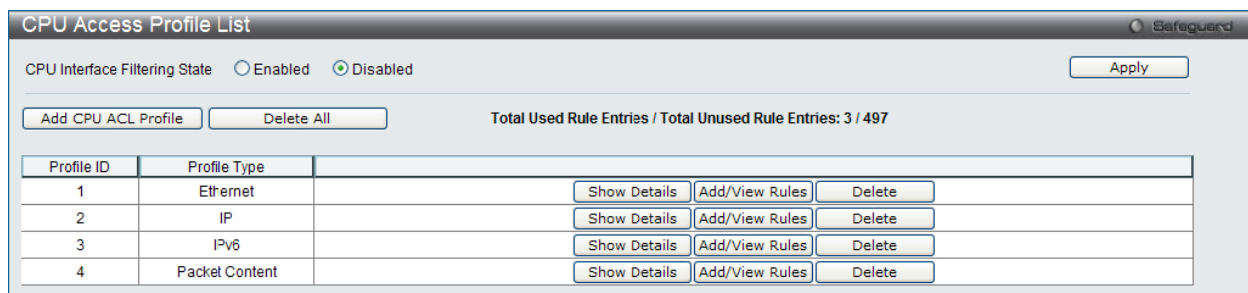 CPU Access Profile List
Safeguard
CPU Interface Filtering State Enabled Disabled Apply
Add CPU ACL Profile Delete All Total Used Rule Entries / Total Unused Rule Entries: 3 / 497
Profile ID Profile Type
1 Ethernet Show Details Add/View Rules Delete
2 IP Show Details Add/View Rules Delete
3 IPv6 Show Details Add/View Rules Delete
4 Packet Content Show Details Add/View Rules Delete